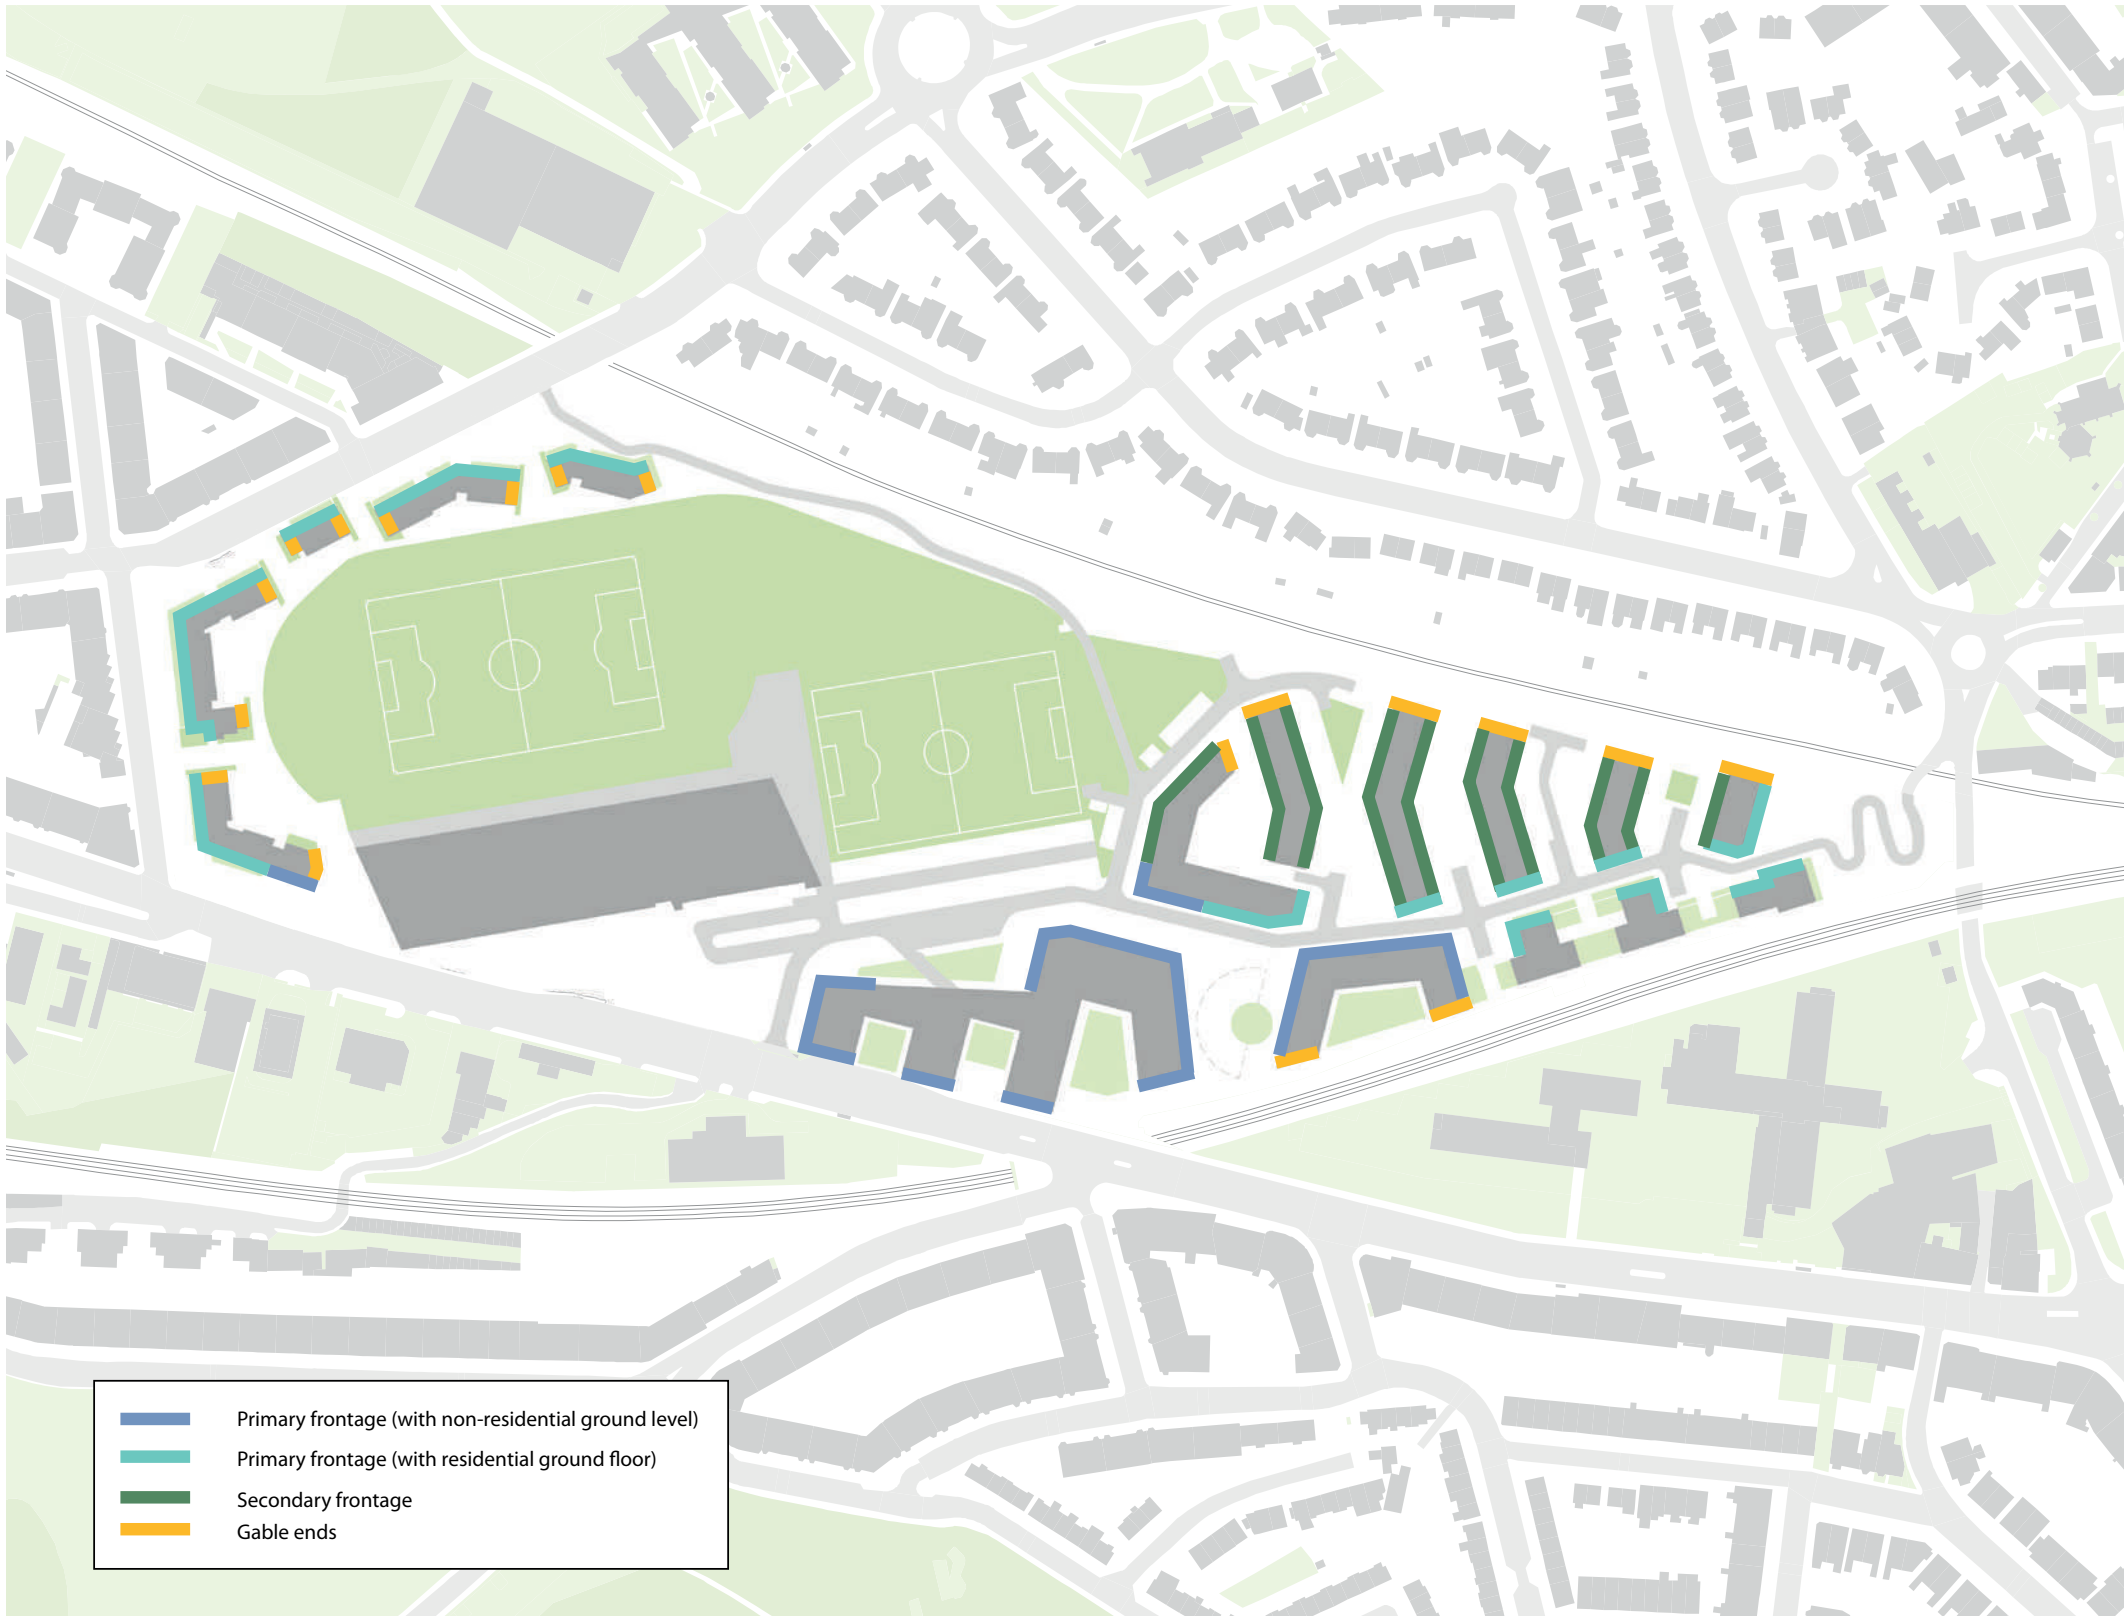 Primary frontage (with non-residential ground level)
Primary frontage (with residential ground floor)
Secondary frontage
Gable ends